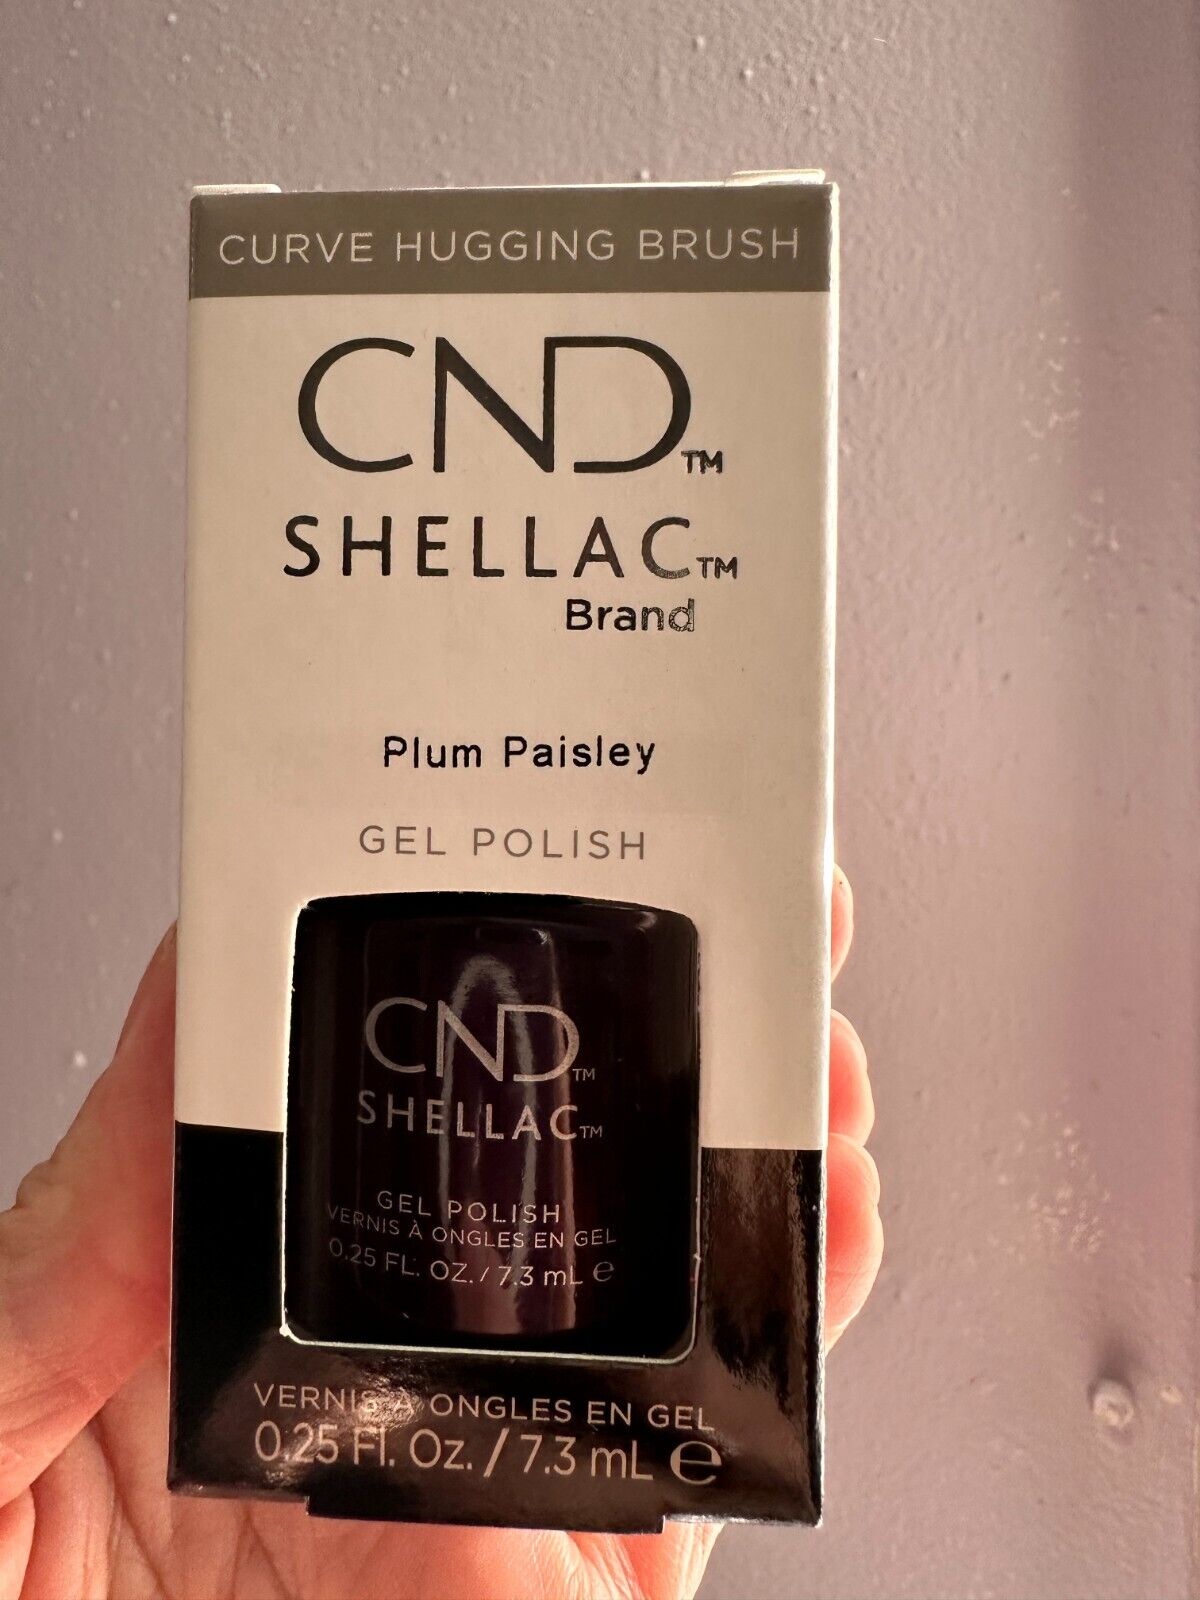 CURVE HUGGING BRUSH
CND™
SHELLAC™
Brand
Plum Paisley
GEL POLISH
CND™
SHELLAC™
GEL POLISH
VERNIS À ONGLES EN GEL
0.25 FL. OZ. / 7.3 mL ℮
VERNIS À ONGLES EN GEL
0.25 Fl. Oz. / 7.3 mL ℮